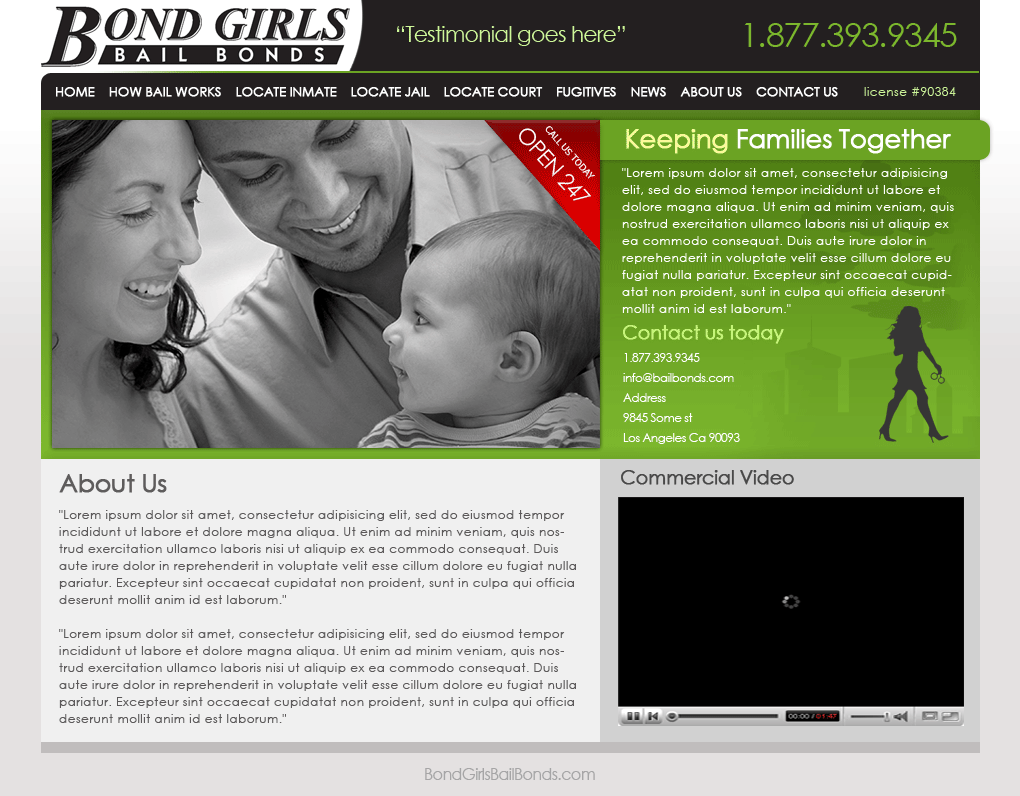 BOND GIRLS
BAIL BONDS
“Testimonial goes here”
1.877.393.9345
HOME HOW BAIL WORKS LOCATE INMATE LOCATE JAIL LOCATE COURT FUGITIVES NEWS ABOUT US CONTACT US license #90384
CALL US TODAY
OPEN 247
Keeping Families Together
"Lorem ipsum dolor sit amet, consectetur adipisicing
elit, sed do eiusmod tempor incididunt ut labore et
dolore magna aliqua. Ut enim ad minim veniam, quis
nostrud exercitation ullamco laboris nisi ut aliquip ex
ea commodo consequat. Duis aute irure dolor in
reprehenderit in voluptate velit esse cillum dolore eu
fugiat nulla pariatur. Excepteur sint occaecat cupid-
atat non proident, sunt in culpa qui officia deserunt
mollit anim id est laborum."
Contact us today
1.877.393.9345
info@bailbonds.com
Address
9845 Some st
Los Angeles Ca 90093
About Us
"Lorem ipsum dolor sit amet, consectetur adipisicing elit, sed do eiusmod tempor
incididunt ut labore et dolore magna aliqua. Ut enim ad minim veniam, quis nos-
trud exercitation ullamco laboris nisi ut aliquip ex ea commodo consequat. Duis
aute irure dolor in reprehenderit in voluptate velit esse cillum dolore eu fugiat nulla
pariatur. Excepteur sint occaecat cupidatat non proident, sunt in culpa qui officia
deserunt mollit anim id est laborum."
"Lorem ipsum dolor sit amet, consectetur adipisicing elit, sed do eiusmod tempor
incididunt ut labore et dolore magna aliqua. Ut enim ad minim veniam, quis nos-
trud exercitation ullamco laboris nisi ut aliquip ex ea commodo consequat. Duis
aute irure dolor in reprehenderit in voluptate velit esse cillum dolore eu fugiat nulla
pariatur. Excepteur sint occaecat cupidatat non proident, sunt in culpa qui officia
deserunt mollit anim id est laborum."
Commercial Video
00:00 / 01:47
BondGirlsBailBonds.com